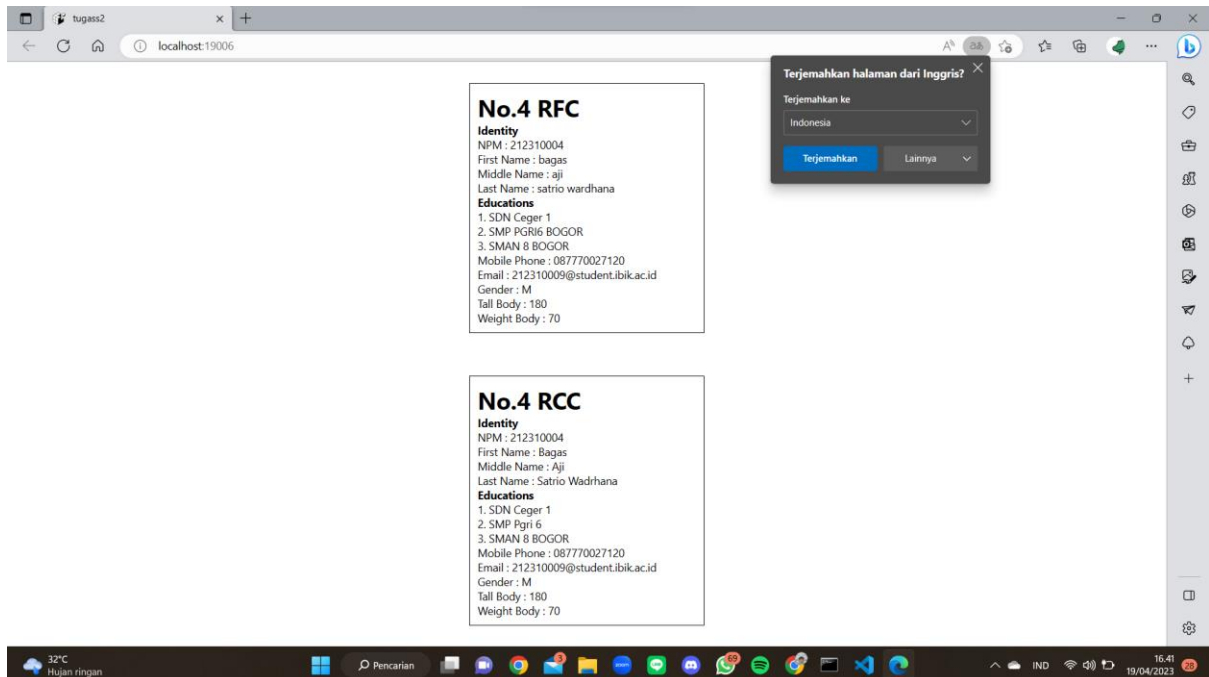 tugass2
localhost:19006
Terjemahkan halaman dari Inggris?
Terjemahkan ke
Indonesia
Terjemahkan
Lainnya
No.4 RFC
Identity
NPM : 212310004
First Name : bagas
Middle Name : aji
Last Name : satrio wardhana
Educations
1. SDN Ceger 1
2. SMP PGRI6 BOGOR
3. SMAN 8 BOGOR
Mobile Phone : 087770027120
Email : 212310009@student.ibik.ac.id
Gender : M
Tall Body : 180
Weight Body : 70
No.4 RCC
Identity
NPM : 212310004
First Name : Bagas
Middle Name : Aji
Last Name : Satrio Wadrhana
Educations
1. SDN Ceger 1
2. SMP Pgri 6
3. SMAN 8 BOGOR
Mobile Phone : 087770027120
Email : 212310009@student.ibik.ac.id
Gender : M
Tall Body : 180
Weight Body : 70
32°C
Hujan ringan
Pencarian
3
zoom
69
IND
16.41
19/04/2023
28